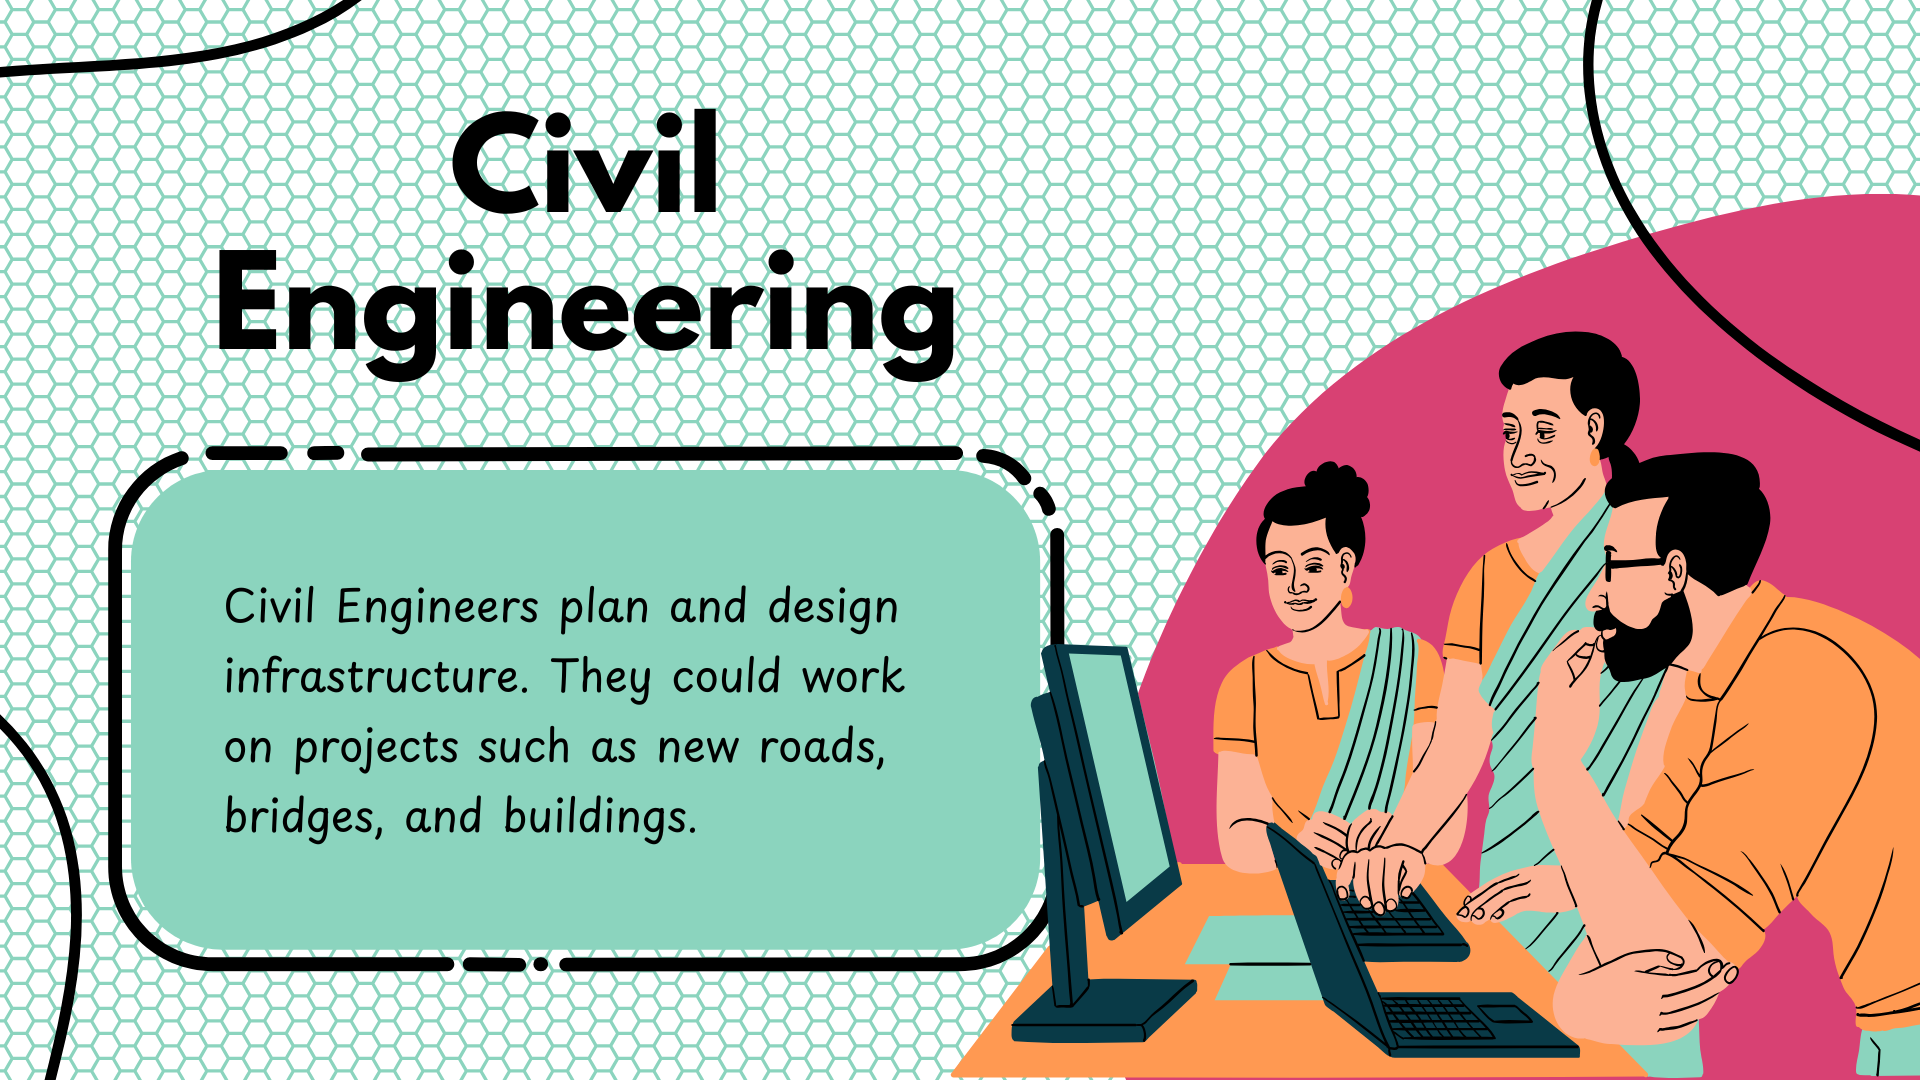 Civil
Engineering
Civil Engineers plan and design
infrastructure. They could work
on projects such as new roads,
bridges, and buildings.